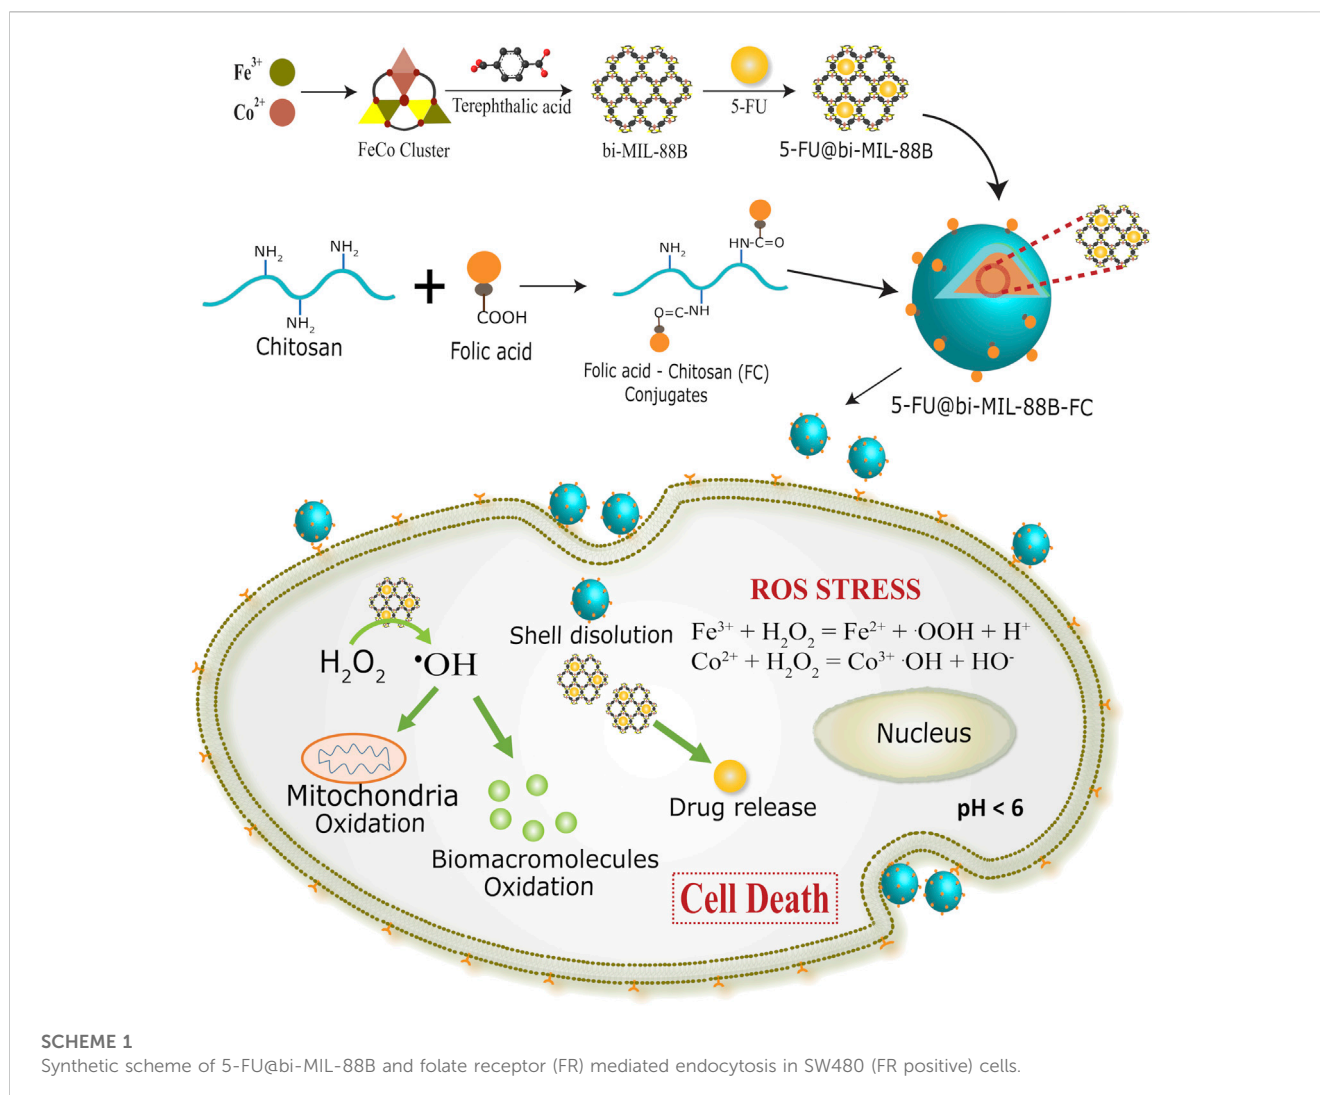 Fe³⁺
Co²⁺
FeCo Cluster
Terephthalic acid
bi-MIL-88B
5-FU
5-FU@bi-MIL-88B
NH₂
NH₂
NH₂
Chitosan
+
COOH
Folic acid
NH₂
HN-C=O
O=C-NH
Folic acid - Chitosan (FC)
Conjugates
5-FU@bi-MIL-88B-FC
H₂O₂
•OH
Mitochondria
Oxidation
Biomacromolecules
Oxidation
Shell disolution
Drug release
ROS STRESS
Fe³⁺ + H₂O₂ = Fe²⁺ + ·OOH + H⁺
Co²⁺ + H₂O₂ = Co³⁺ ·OH + HO⁻
Nucleus
pH < 6
Cell Death
SCHEME 1
Synthetic scheme of 5-FU@bi-MIL-88B and folate receptor (FR) mediated endocytosis in SW480 (FR positive) cells.